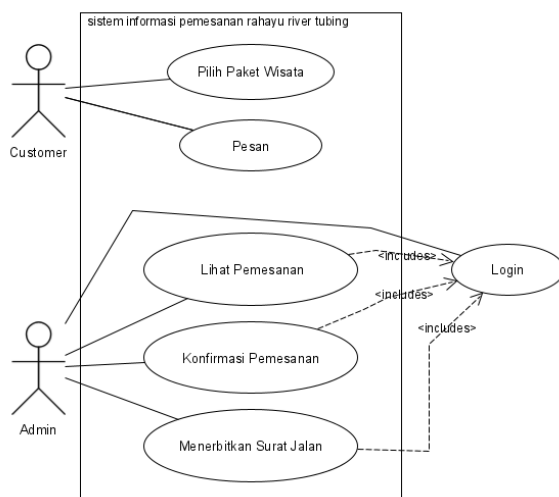 sistem informasi pemesanan rahayu river tubing
Pilih Paket Wisata
Customer
Pesan
Lihat Pemesanan
<includes>
Login
<includes>
<includes>
Konfirmasi Pemesanan
Admin
Menerbitkan Surat Jalan